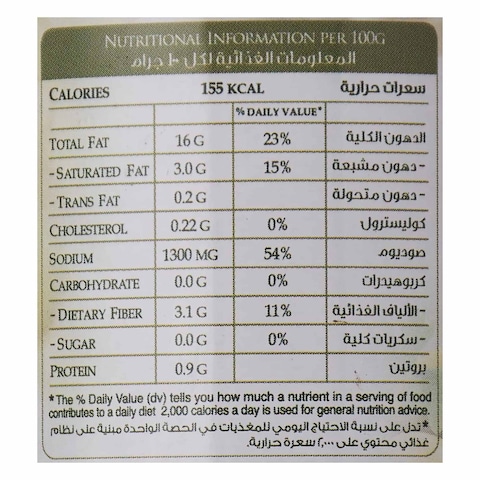 NUTRITIONAL INFORMATION PER 100G
المعلومات الغذائية لكل ١٠٠ جرام
CALORIES 155 KCAL سعرات حرارية
% DAILY VALUE*
TOTAL FAT 16 G 23% الدهون الكلية
-SATURATED FAT 3.0 G 15% -دهون مشبعة
-TRANS FAT 0.2 G -دهون متحولة
CHOLESTEROL 0.22 G 0% كوليسترول
SODIUM 1300 MG 54% صوديوم
CARBOHYDRATE 0.0 G 0% كربوهيدرات
-DIETARY FIBER 3.1 G 11% -الألياف الغذائية
-SUGAR 0.0 G 0% -سكريات كلية
PROTEIN 0.9 G بروتين
*The % Daily Value (dv) tells you how much a nutrient in a serving of food
contributes to a daily diet 2,000 calories a day is used for general nutrition advice.
*تدل على نسبة الاحتياج اليومي للمغذيات في الحصة الواحدة مبنية على نظام
غذائي محتوي على ٢,٠٠٠ سعرة حرارية.